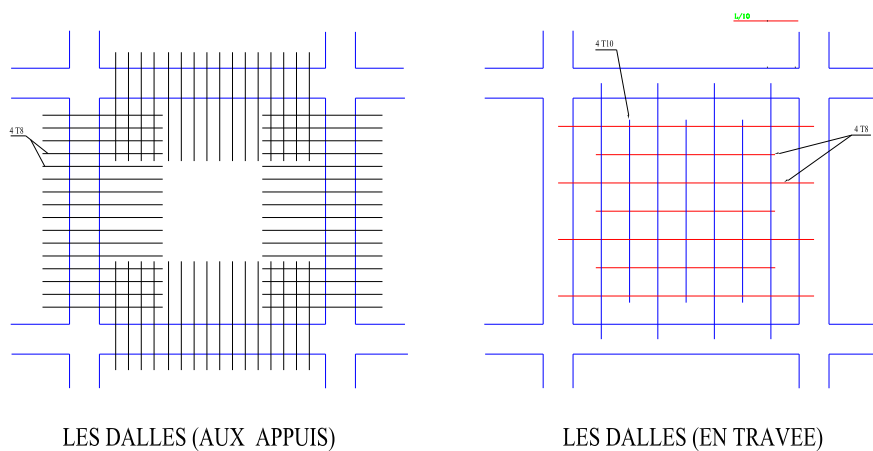 L/10
4 T10
4 T8
4 T8
LES DALLES (AUX APPUIS)
LES DALLES (EN TRAVEE)